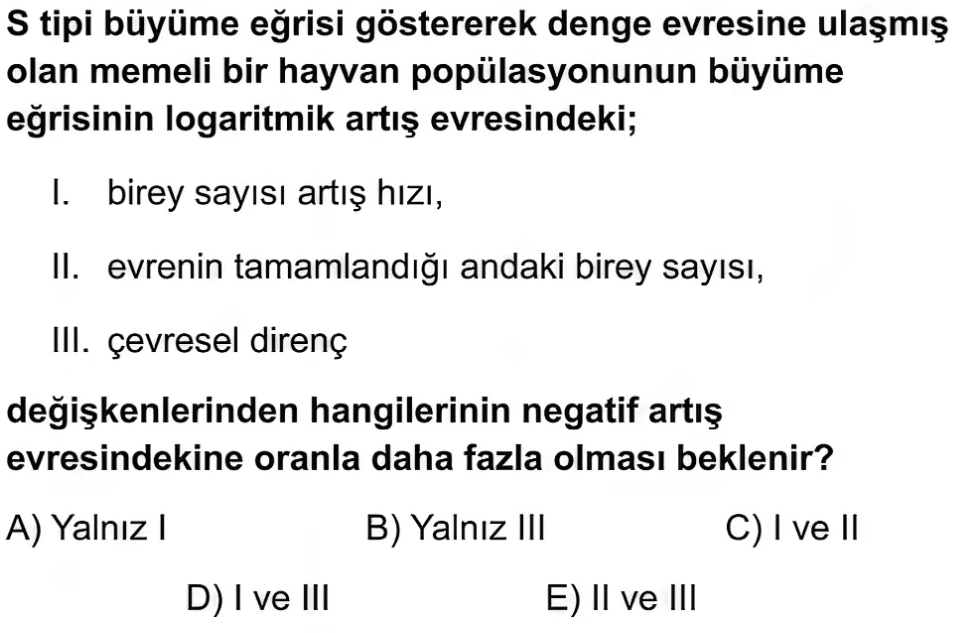 S tipi büyüme eğrisi göstererek denge evresine ulaşmış
olan memeli bir hayvan popülasyonunun büyüme
eğrisinin logaritmik artış evresindeki;
I. birey sayısı artış hızı,
II. evrenin tamamlandığı andaki birey sayısı,
III. çevresel direnç
değişkenlerinden hangilerinin negatif artış
evresindekine oranla daha fazla olması beklenir?
A) Yalnız I B) Yalnız III C) I ve II
D) I ve III E) II ve III